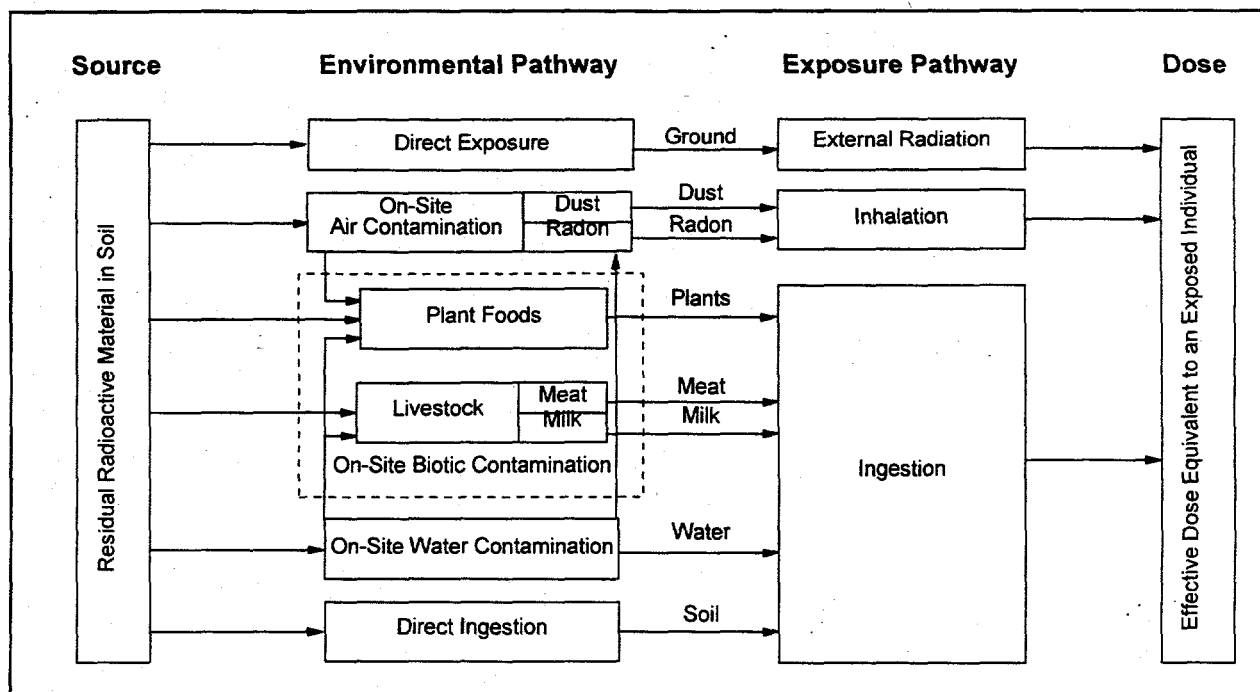 Source
Environmental Pathway
Exposure Pathway
Dose
Residual Radioactive Material in Soil
Direct Exposure
Ground
External Radiation
On-Site
Air Contamination
Dust
Radon
Dust
Radon
Inhalation
Plant Foods
Plants
Livestock
Meat
Milk
Meat
Milk
On-Site Biotic Contamination
Ingestion
On-Site Water Contamination
Water
Direct Ingestion
Soil
Effective Dose Equivalent to an Exposed Individual